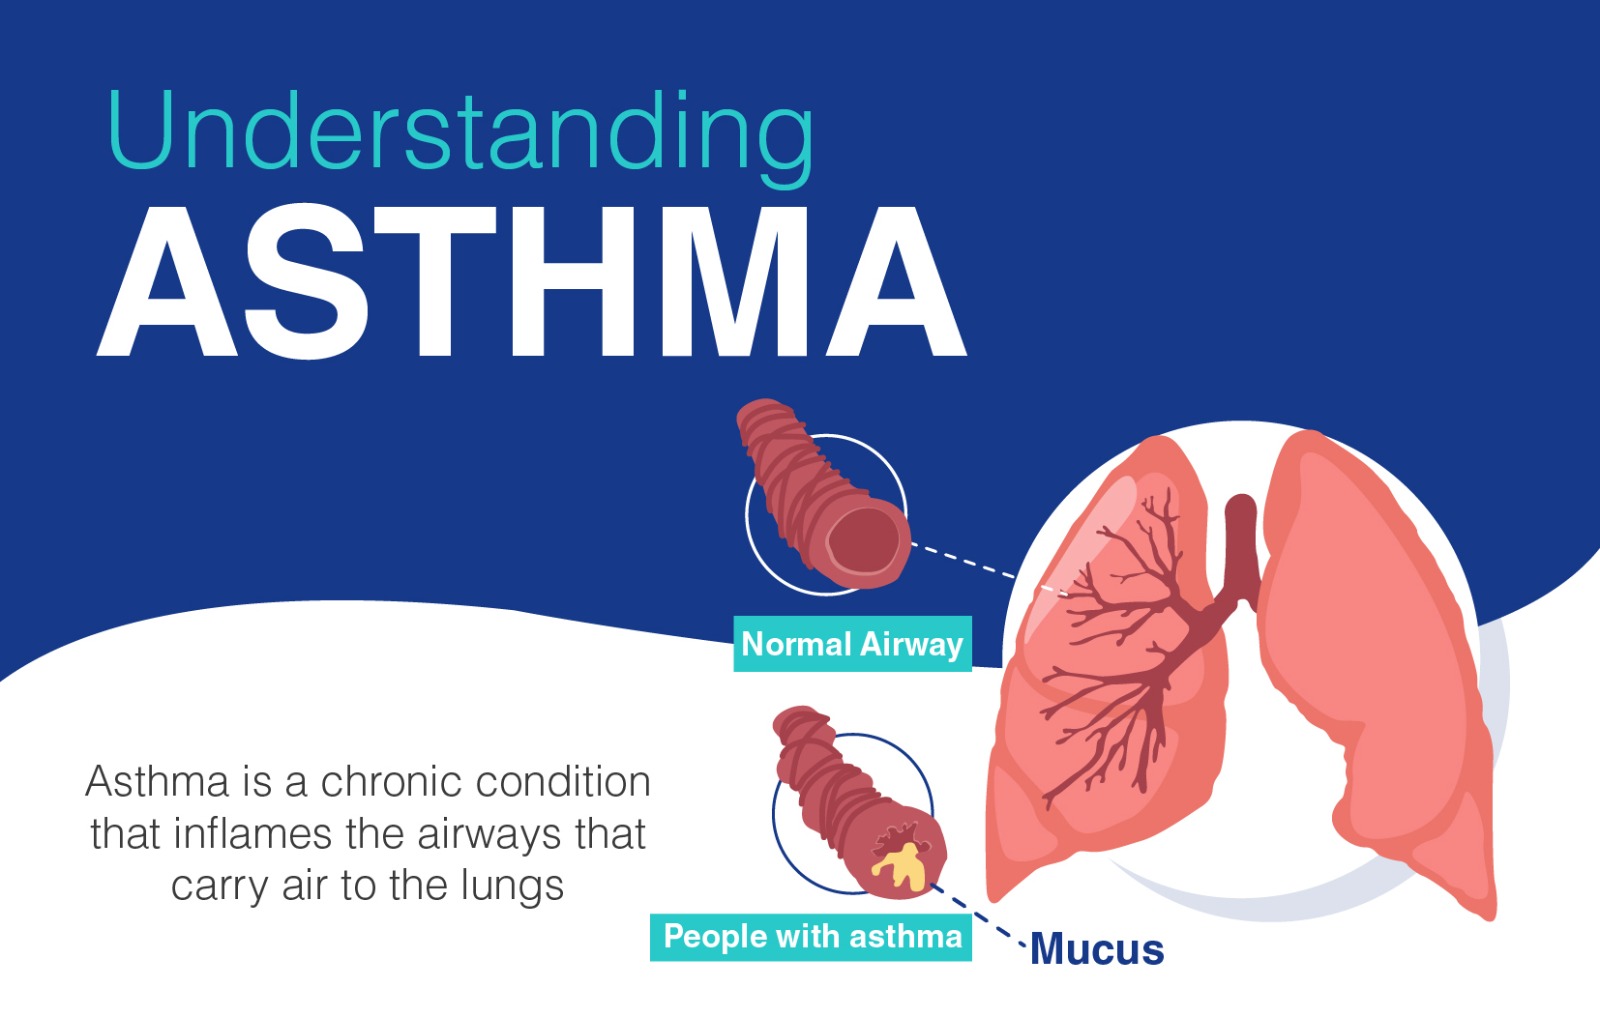 Understanding
ASTHMA
Normal Airway
Asthma is a chronic condition
that inflames the airways that
carry air to the lungs
People with asthma
Mucus